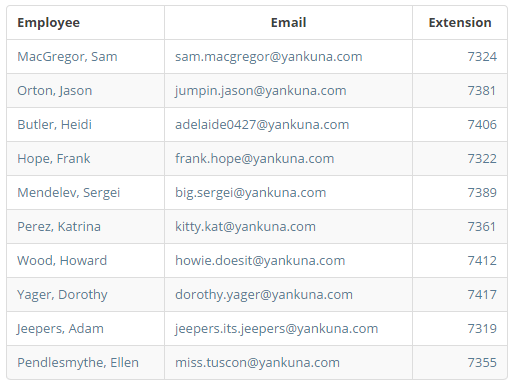 Employee Email Extension
MacGregor, Sam sam.macgregor@yankuna.com 7324
Orton, Jason jumpin.jason@yankuna.com 7381
Butler, Heidi adelaide0427@yankuna.com 7406
Hope, Frank frank.hope@yankuna.com 7322
Mendelev, Sergei big.sergei@yankuna.com 7389
Perez, Katrina kitty.kat@yankuna.com 7361
Wood, Howard howie.doesit@yankuna.com 7412
Yager, Dorothy dorothy.yager@yankuna.com 7417
Jeepers, Adam jeepers.its.jeepers@yankuna.com 7319
Pendlesmythe, Ellen miss.tuscon@yankuna.com 7355